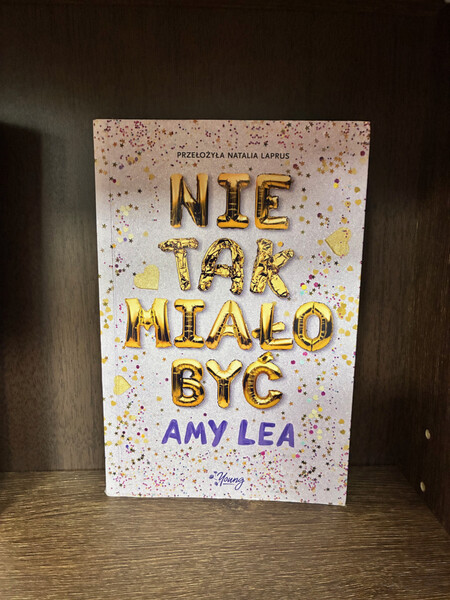 PRZEŁOŻYŁA NATALIA LAPRUS
NIE
TAK
MIAŁO
BYĆ
AMY LEA
Young